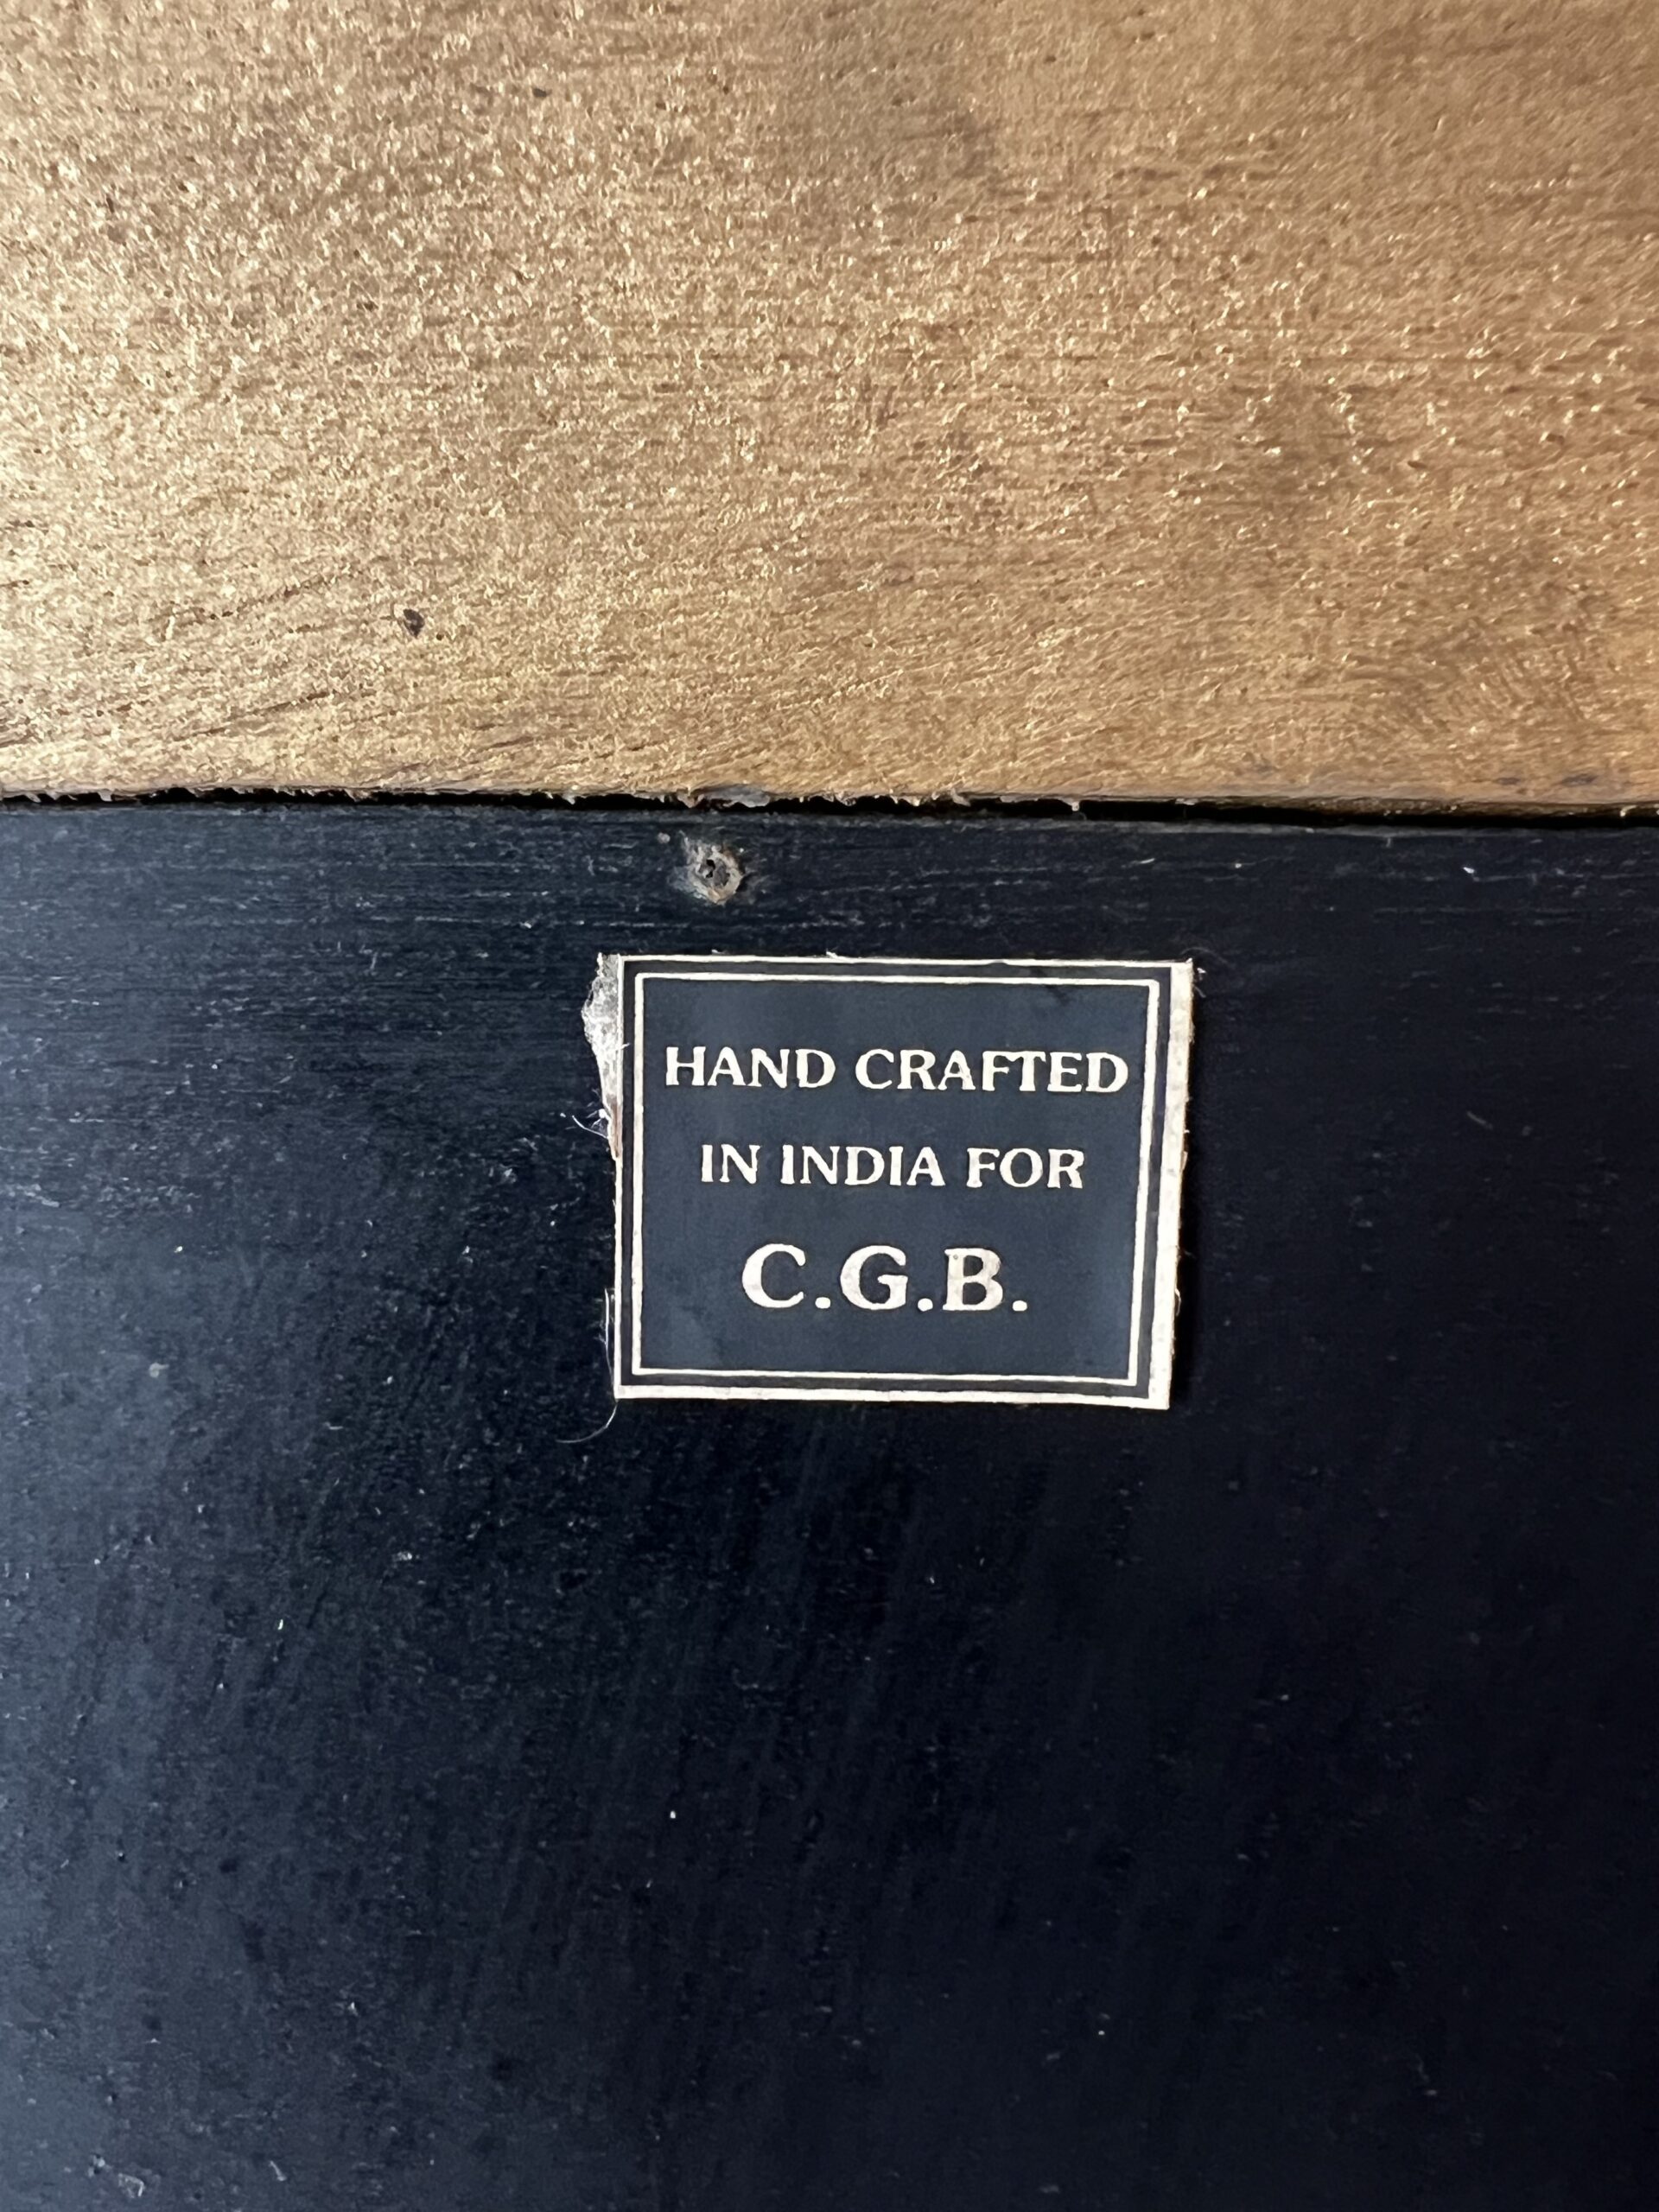 HAND CRAFTED
IN INDIA FOR
C.G.B.